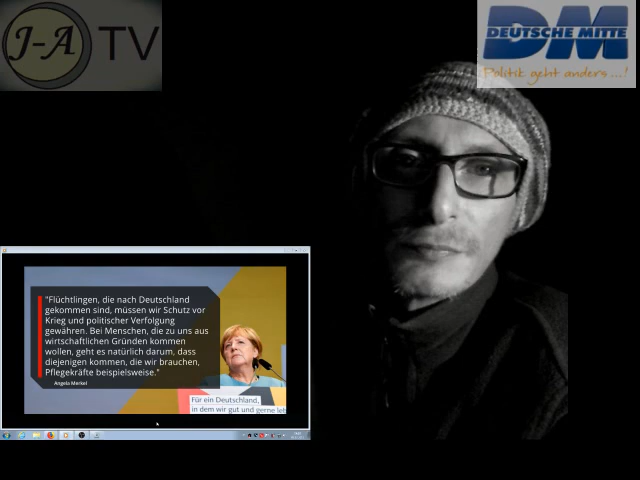 J-A TV
DM
DEUTSCHE MITTE
Politik geht anders...!
"Flüchtlingen, die nach Deutschland
gekommen sind, müssen wir Schutz vor
Krieg und politischer Verfolgung
gewähren. Bei Menschen, die zu uns aus
wirtschaftlichen Gründen kommen
wollen, geht es natürlich darum, dass
diejenigen kommen, die wir brauchen,
Pflegekräfte beispielsweise."
Angela Merkel
Für ein Deutschland,
in dem wir gut und gerne